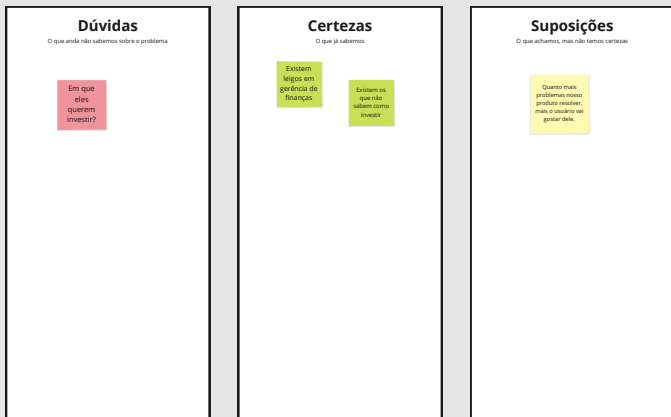 Dúvidas
O que anda não sabemos sobre o problema
Em que
eles
querem
investir?
Certezas
O que já sabemos
Existem
leigos em
gerência de
finanças
Existem os
que não
sabem como
investir
Suposições
O que achamos, mas não temos certezas
Quanto mais
problemas nosso
produto resolver,
mais o usuário vai
gostar dele.